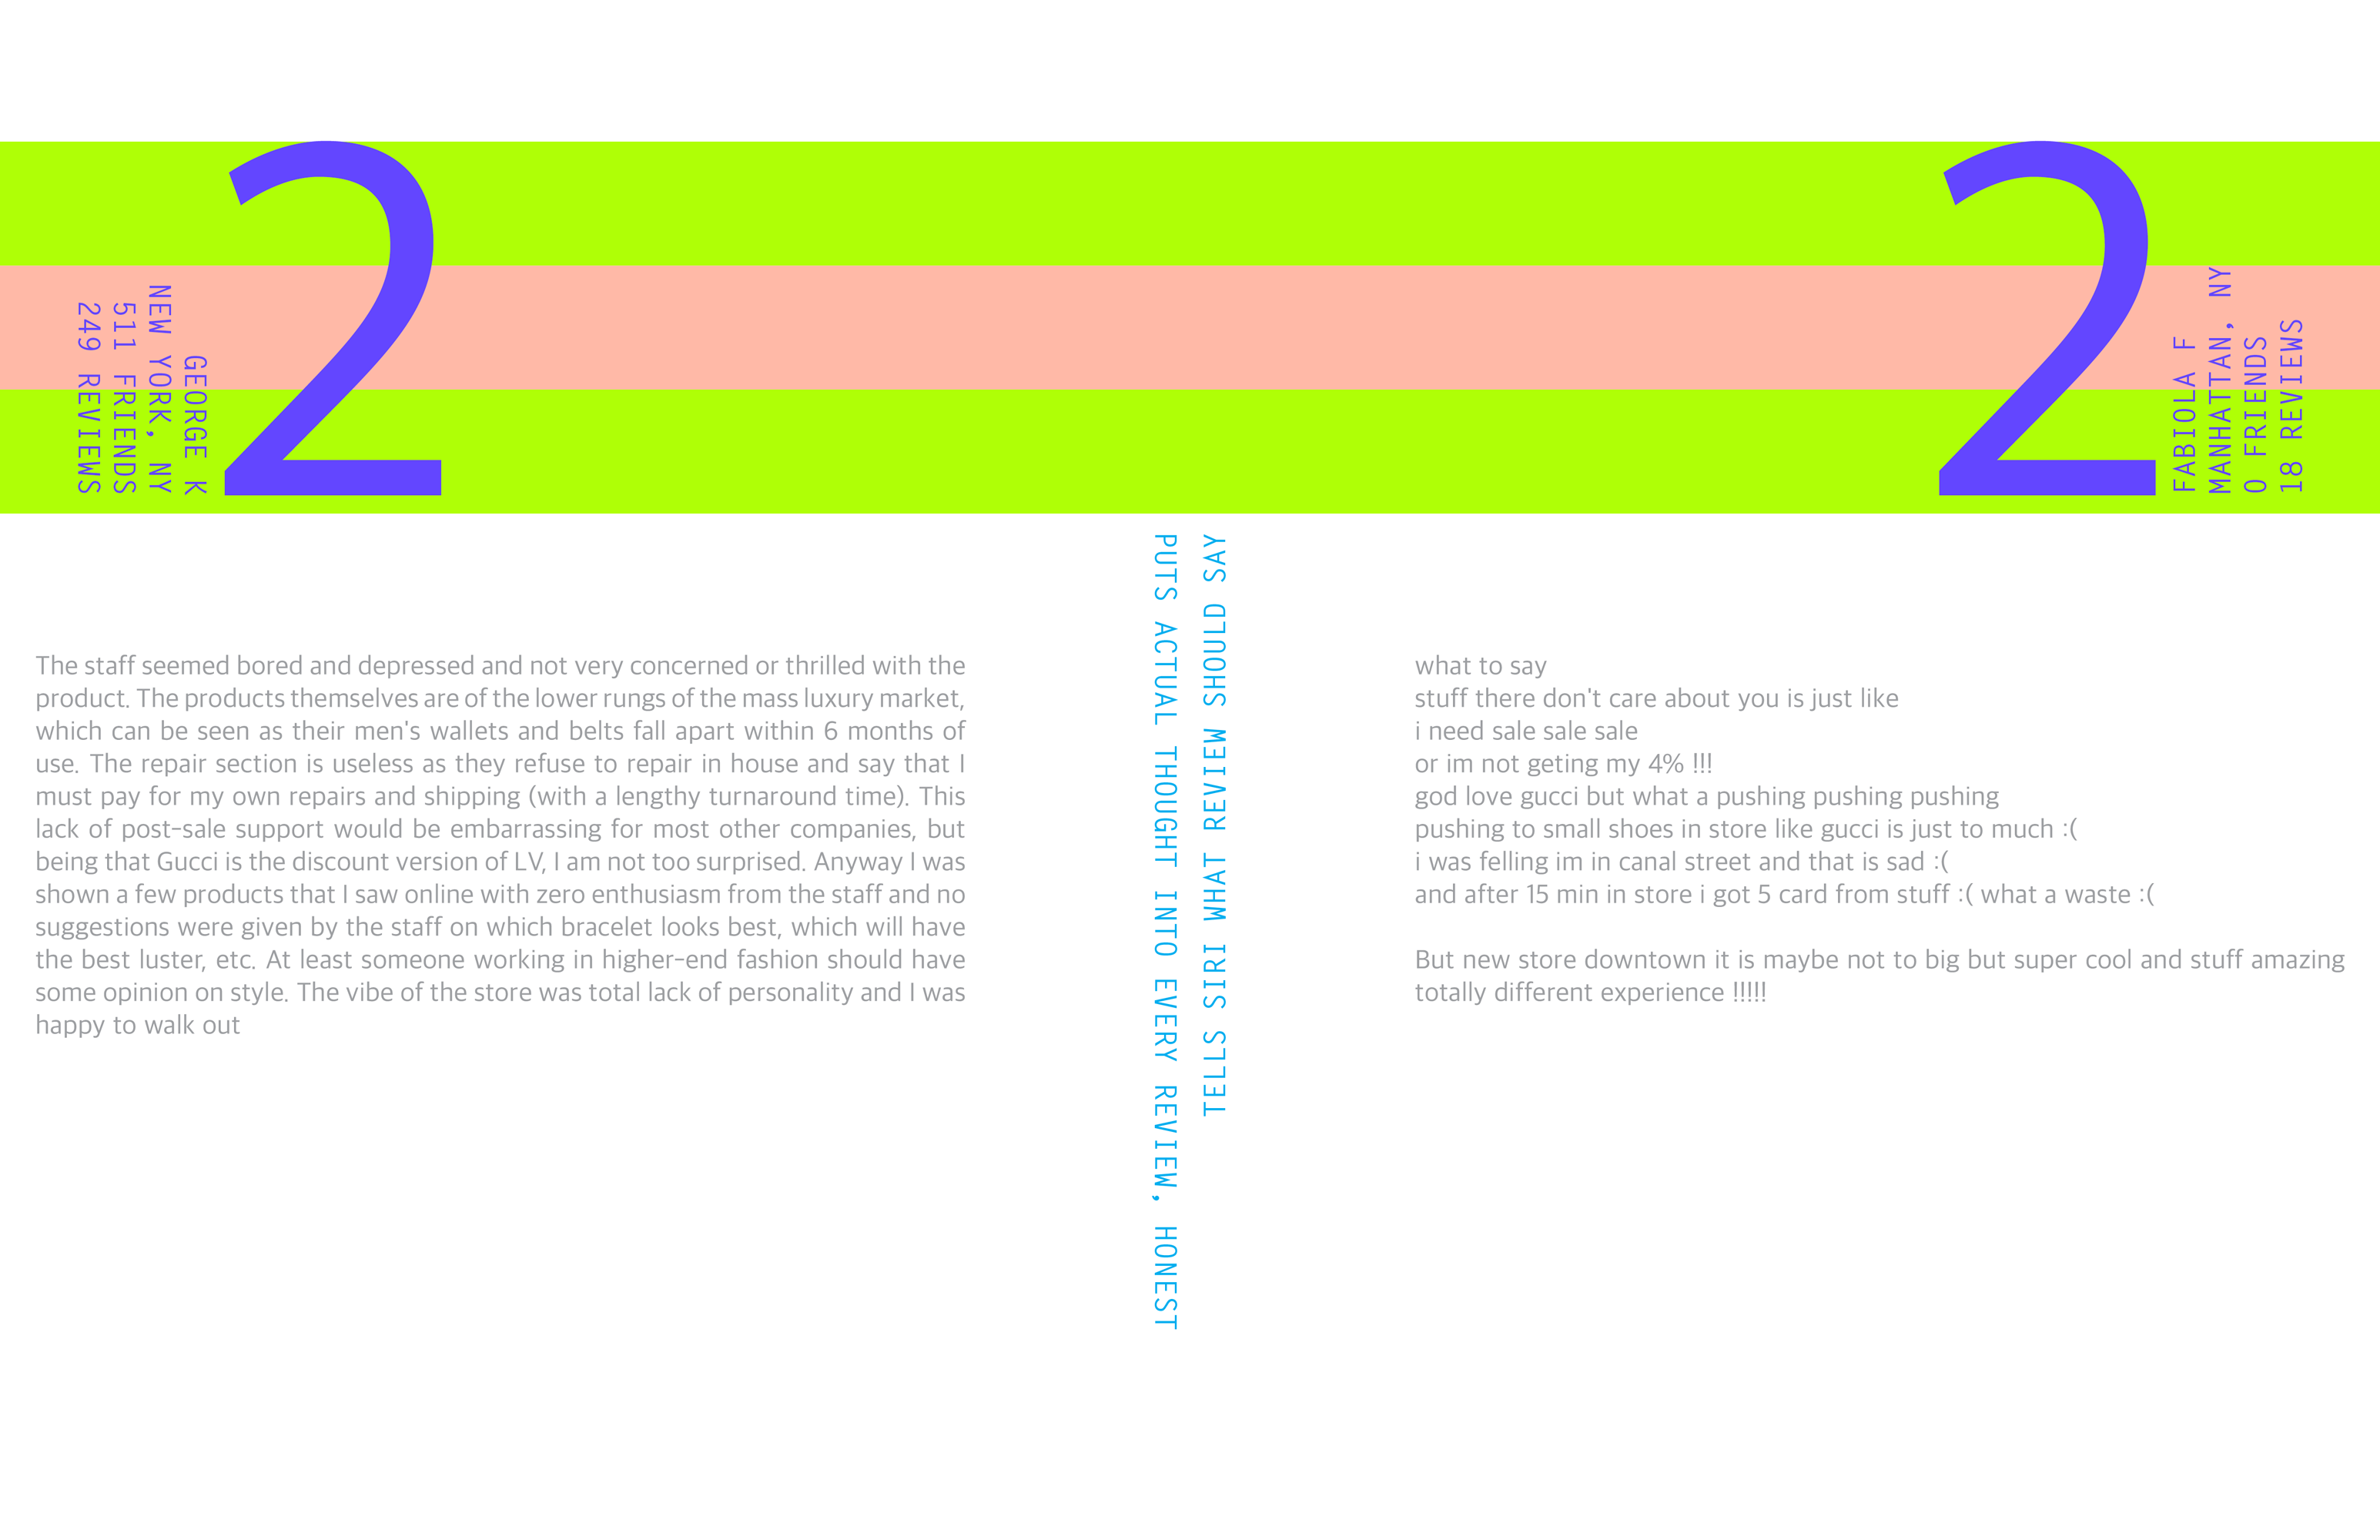 2
GEORGE K
NEW YORK, NY
511 FRIENDS
249 REVIEWS
The staff seemed bored and depressed and not very concerned or thrilled with the
product. The products themselves are of the lower rungs of the mass luxury market,
which can be seen as their men's wallets and belts fall apart within 6 months of
use. The repair section is useless as they refuse to repair in house and say that I
must pay for my own repairs and shipping (with a lengthy turnaround time). This
lack of post-sale support would be embarrassing for most other companies, but
being that Gucci is the discount version of LV, I am not too surprised. Anyway I was
shown a few products that I saw online with zero enthusiasm from the staff and no
suggestions were given by the staff on which bracelet looks best, which will have
the best luster, etc. At least someone working in higher-end fashion should have
some opinion on style. The vibe of the store was total lack of personality and I was
happy to walk out
PUTS ACTUAL THOUGHT INTO EVERY REVIEW, HONEST
TELLS SIRI WHAT REVIEW SHOULD SAY
2
FABIOLA F
MANHATTAN, NY
0 FRIENDS
18 REVIEWS
what to say
stuff there don't care about you is just like
i need sale sale sale
or im not geting my 4% !!!
god love gucci but what a pushing pushing pushing
pushing to small shoes in store like gucci is just to much :(
i was felling im in canal street and that is sad :(
and after 15 min in store i got 5 card from stuff :( what a waste :(
But new store downtown it is maybe not to big but super cool and stuff amazing
totally different experience !!!!!